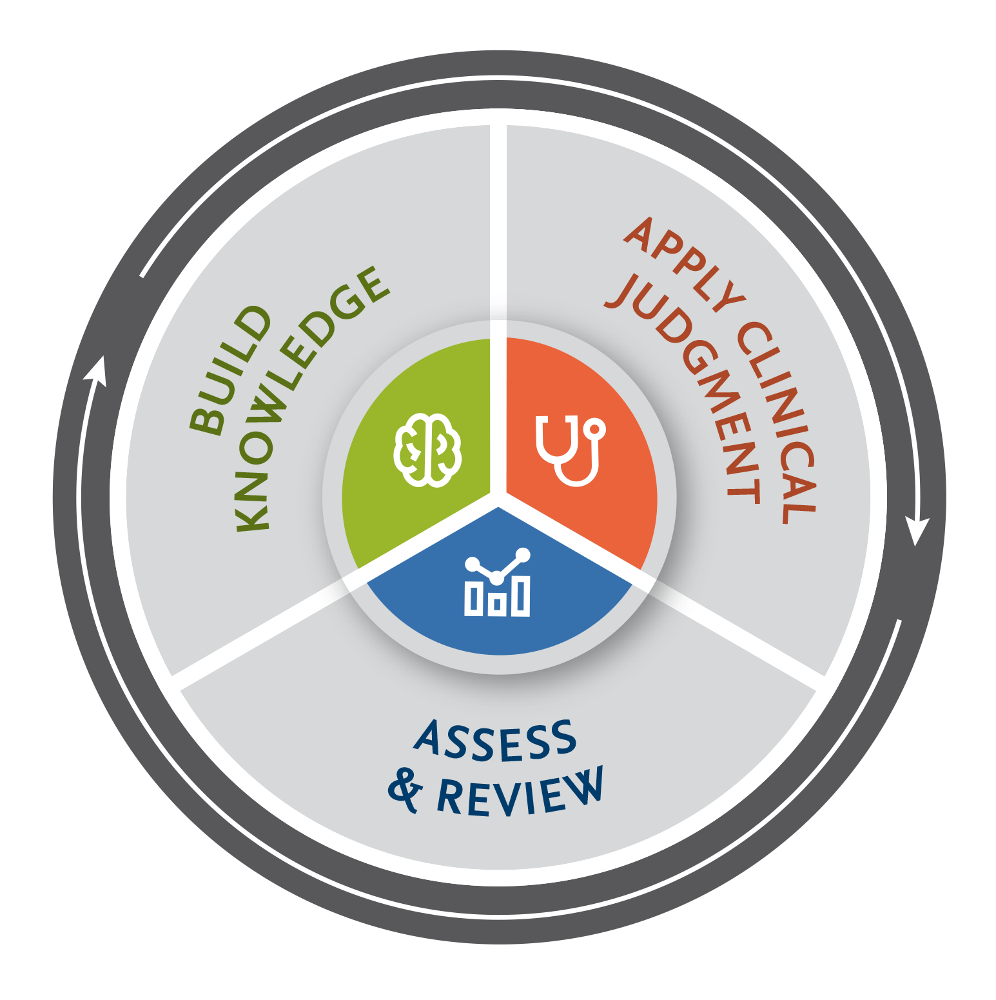 BUILD
KNOWLEDGE
APPLY CLINICAL
JUDGMENT
ASSESS
& REVIEW